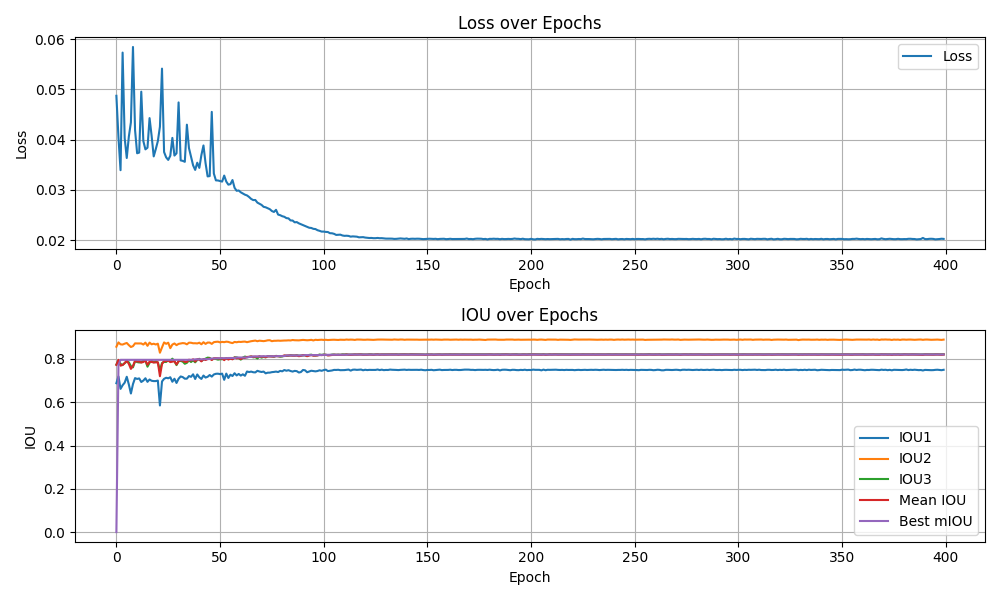 Loss over Epochs
0.06
0.05
0.04
0.03
0.02
Loss
Loss
0 50 100 150 200 250 300 350 400
Epoch
IOU over Epochs
0.8
0.6
0.4
0.2
0.0
IOU
IOU1
IOU2
IOU3
Mean IOU
Best mIOU
0 50 100 150 200 250 300 350 400
Epoch